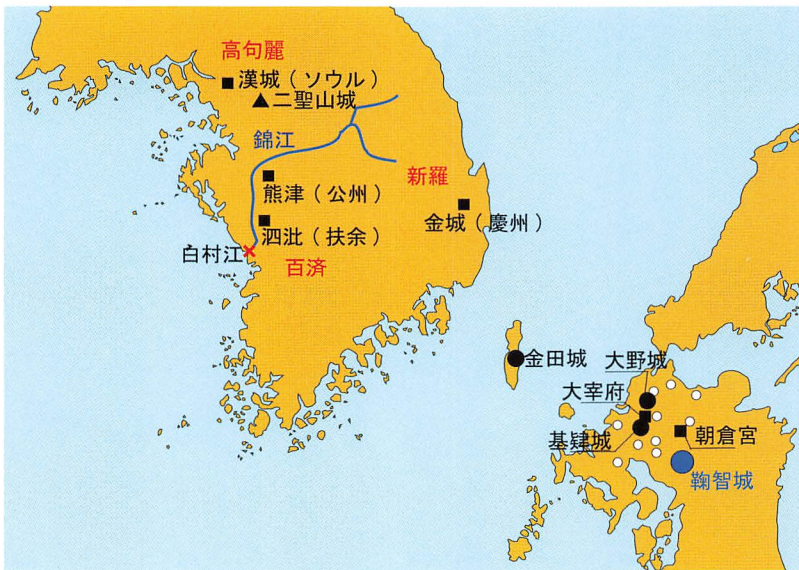 高句麗
漢城（ソウル）
二聖山城
錦江
熊津（公州）
新羅
泗沘（扶余）
金城（慶州）
白村江
百済
金田城
大野城
大宰府
基肄城
朝倉宮
鞠智城